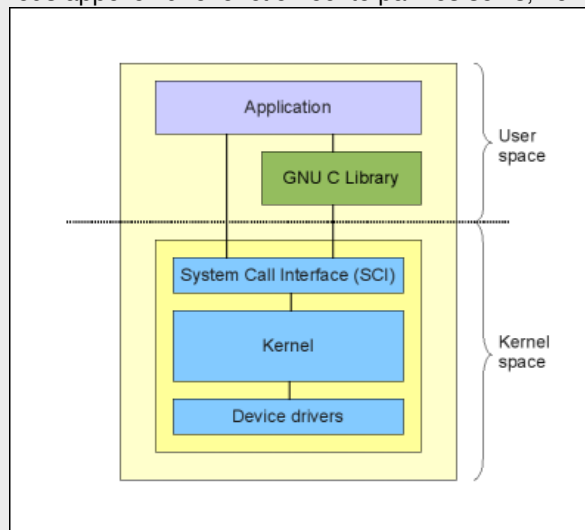 Application
User
space
GNU C Library
System Call Interface (SCI)
Kernel
Kernel
space
Device drivers